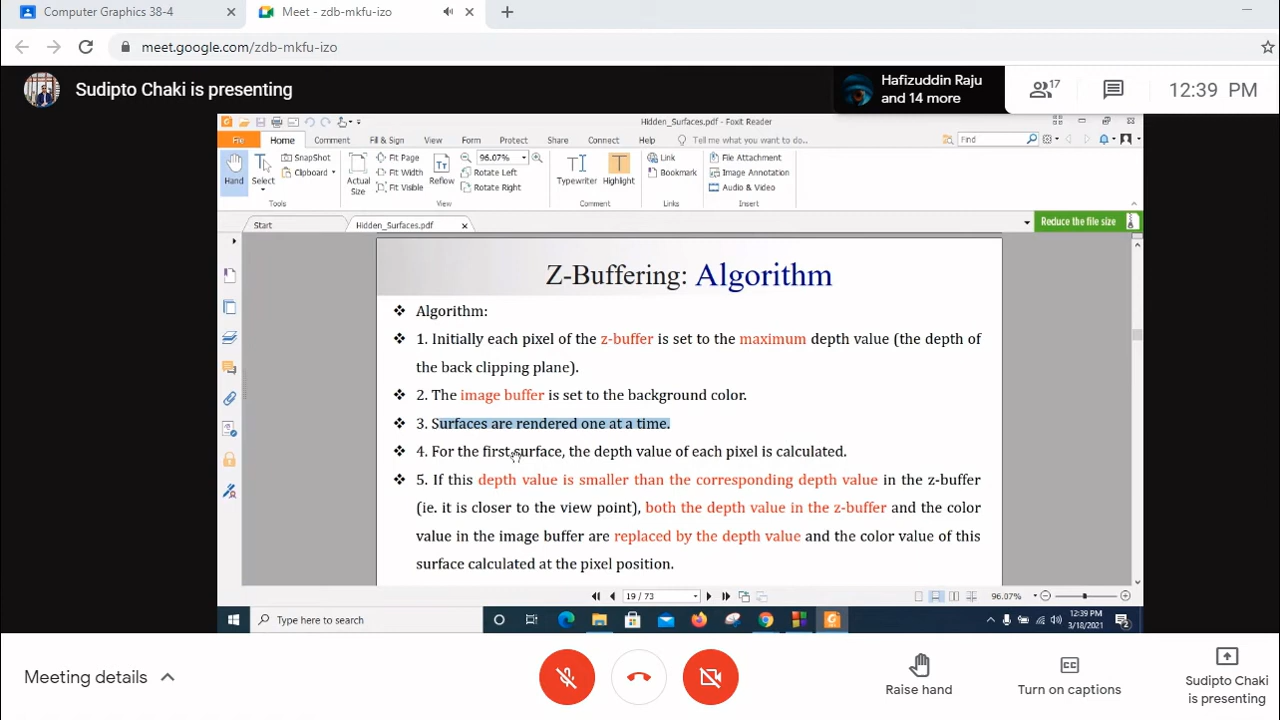 Computer Graphics 38-4
Meet - zdb-mkfu-izo
meet.google.com/zdb-mkfu-izo
Sudipto Chaki is presenting
Hafizuddin Raju
and 14 more
17
12:39 PM
Hidden_Surfaces.pdf - Foxit Reader
File Home Comment Fill & Sign View Form Protect Share Connect Help Tell me what you want to do... Find
Hand
Select
SnapShot
Clipboard
Tools
Actual
Size
Fit Page
Fit Width
Fit Visible
Reflow
96.07%
Rotate Left
Rotate Right
View
Typewriter
Highlight
Comment
Link
Bookmark
Links
File Attachment
Image Annotation
Audio & Video
Insert
Start
Hidden_Surfaces.pdf
Reduce the file size
Z-Buffering: Algorithm
❖ Algorithm:
❖ 1. Initially each pixel of the z-buffer is set to the maximum depth value (the depth of
the back clipping plane).
❖ 2. The image buffer is set to the background color.
❖ 3. Surfaces are rendered one at a time.
❖ 4. For the first surface, the depth value of each pixel is calculated.
❖ 5. If this depth value is smaller than the corresponding depth value in the z-buffer
(ie. it is closer to the view point), both the depth value in the z-buffer and the color
value in the image buffer are replaced by the depth value and the color value of this
surface calculated at the pixel position.
19 / 73
96.07%
Type here to search
12:39 PM
3/18/2021
2
Meeting details
Raise hand
Turn on captions
Sudipto Chaki
is presenting